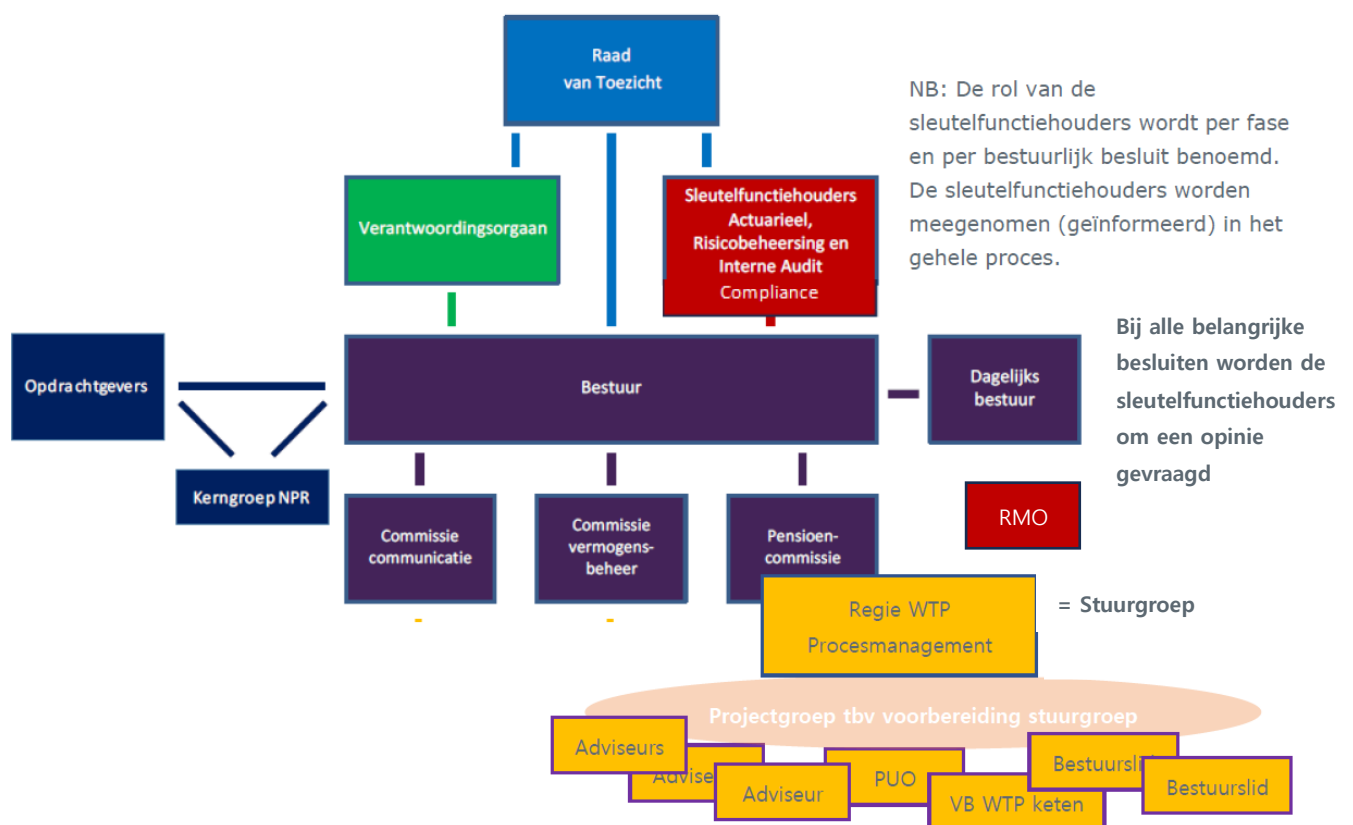 Raad
van Toezicht
NB: De rol van de
sleutelfunctiehouders wordt per fase
en per bestuurlijk besluit benoemd.
De sleutelfunctiehouders worden
meegenomen (geïnformeerd) in het
gehele proces.
Verantwoordingsorgaan
Sleutelfunctiehouders
Actuarieel,
Risicobeheersing en
Interne Audit
Compliance
Bij alle belangrijke
besluiten worden de
sleutelfunctiehouders
om een opinie
gevraagd
Opdrachtgevers
Bestuur
Dagelijks
bestuur
Kerngroep NPR
RMO
Commissie
communicatie
Commissie
vermogens-
beheer
Pensioen-
commissie
Regie WTP
Procesmanagement
= Stuurgroep
Projectgroep tbv voorbereiding stuurgroep
Adviseurs
Advise
Adviseur
PUO
VB WTP keten
Bestuursli
Bestuurslid